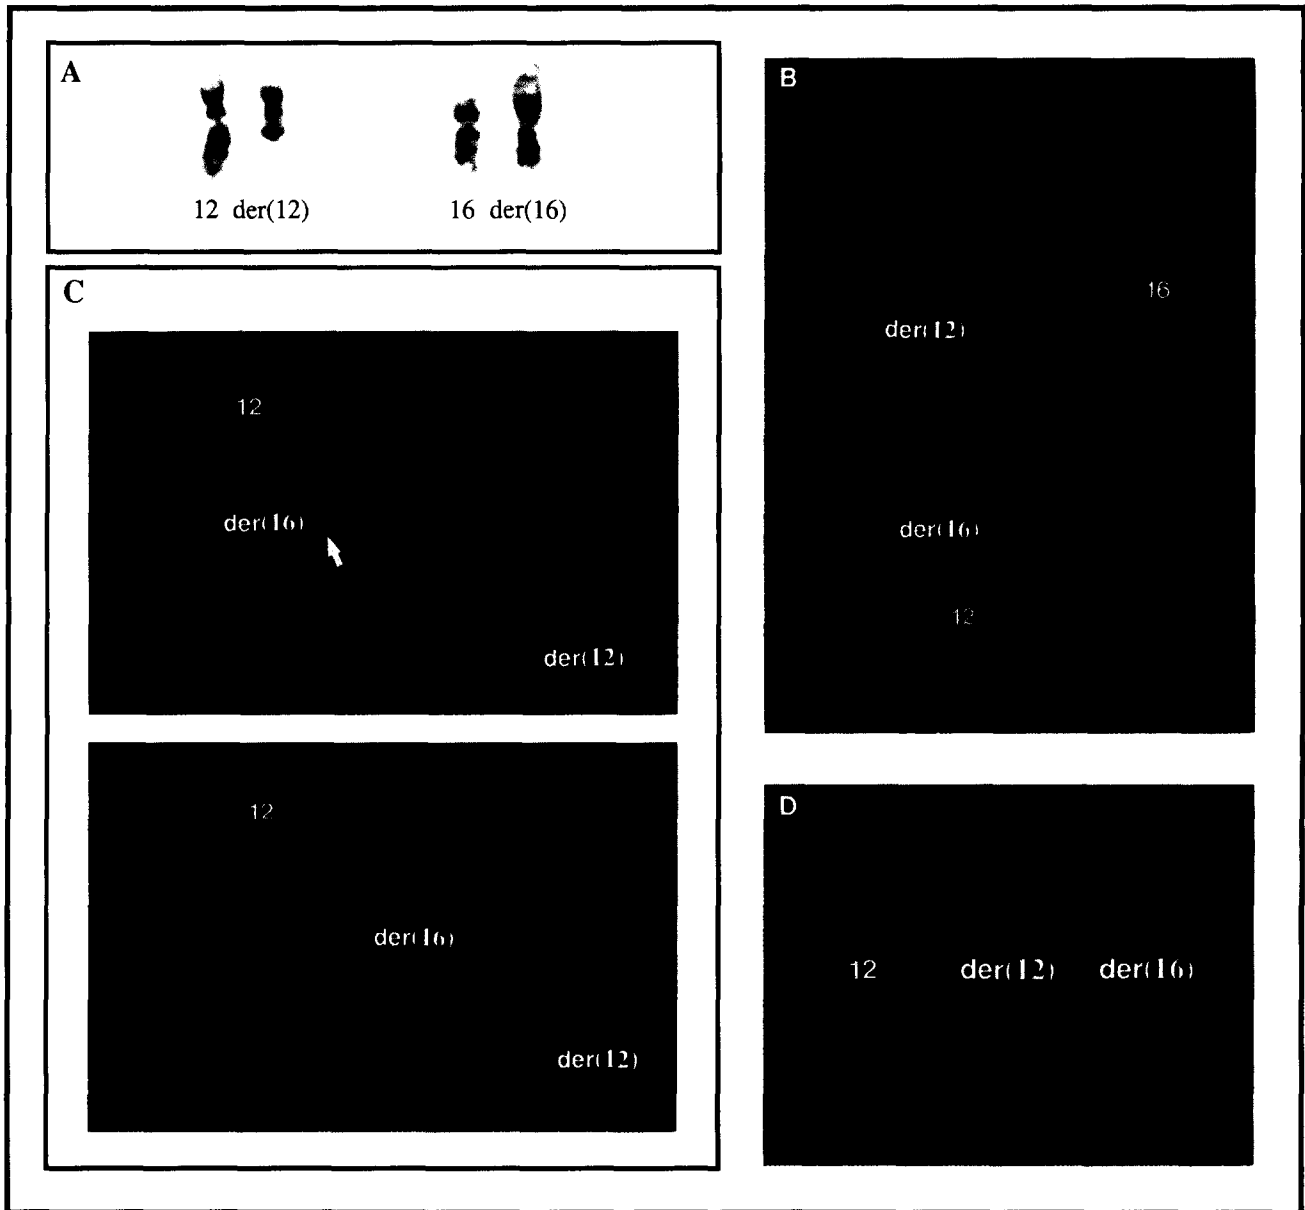 A
12 der(12)
16 der(16)
B
16
der(12)
der(16)
12
C
12
der(16)
der(12)
12
der(16)
der(12)
D
12 der(12) der(16)